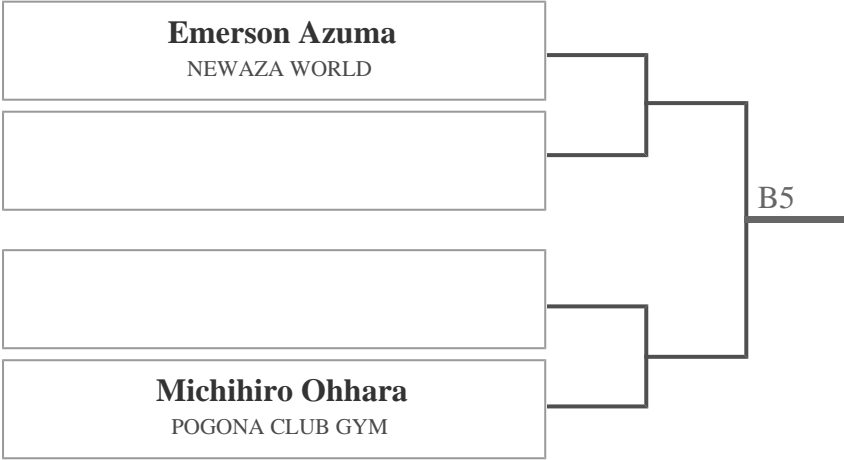 Emerson Azuma
NEWAZA WORLD
B5
Michihiro Ohhara
POGONA CLUB GYM